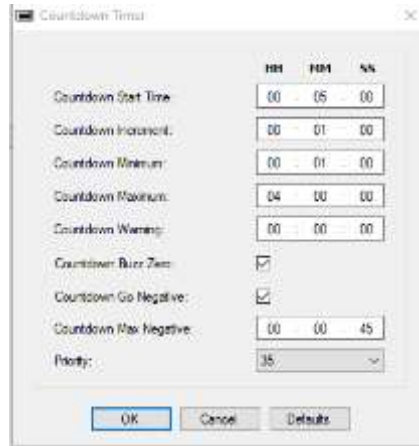 Countdown Timer
HH MM SS
Countdown Start Time: 00 : 05 : 00
Countdown Increment: 00 : 01 : 00
Countdown Minimum: 00 : 01 : 00
Countdown Maximum: 04 : 00 : 00
Countdown Warning: 00 : 00 : 00
Countdown Buzz Zero:
Countdown Go Negative:
Countdown Max Negative: 00 : 00 : 45
Priority: 35
OK Cancel Defaults